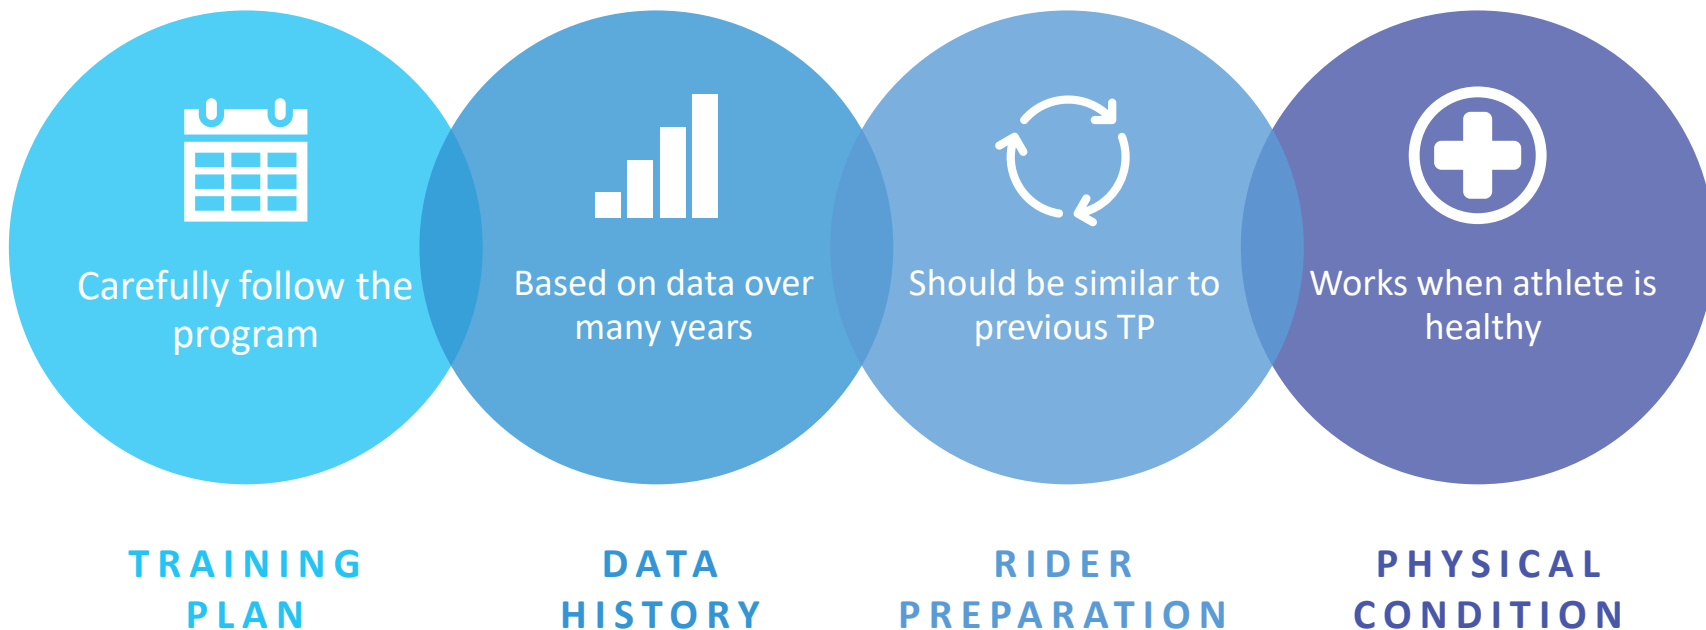 Carefully follow the
program
Based on data over
many years
Should be similar to
previous TP
Works when athlete is
healthy
TRAINING
PLAN
DATA
HISTORY
RIDER
PREPARATION
PHYSICAL
CONDITION